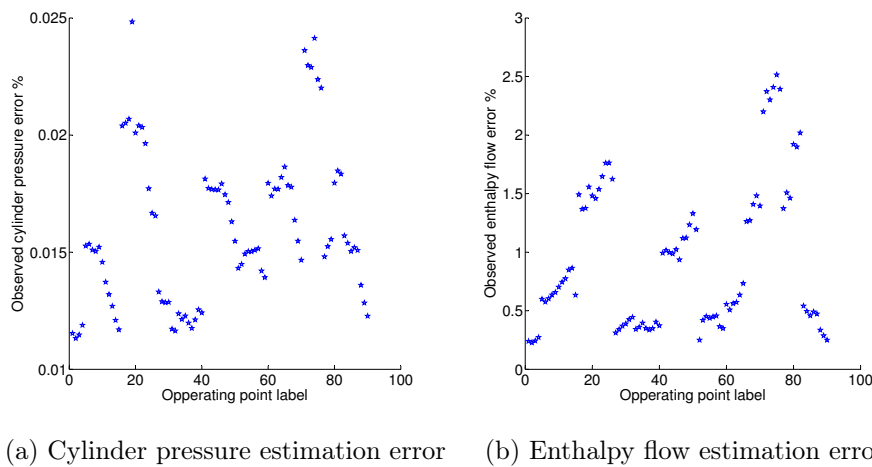 0.025
0.02
0.015
0.01
0 20 40 60 80 100
Observed cylinder pressure error %
Opperating point label
3
2.5
2
1.5
1
0.5
0
0 20 40 60 80 100
Observed enthalpy flow error %
Opperating point label
(a) Cylinder pressure estimation error
(b) Enthalpy flow estimation erro